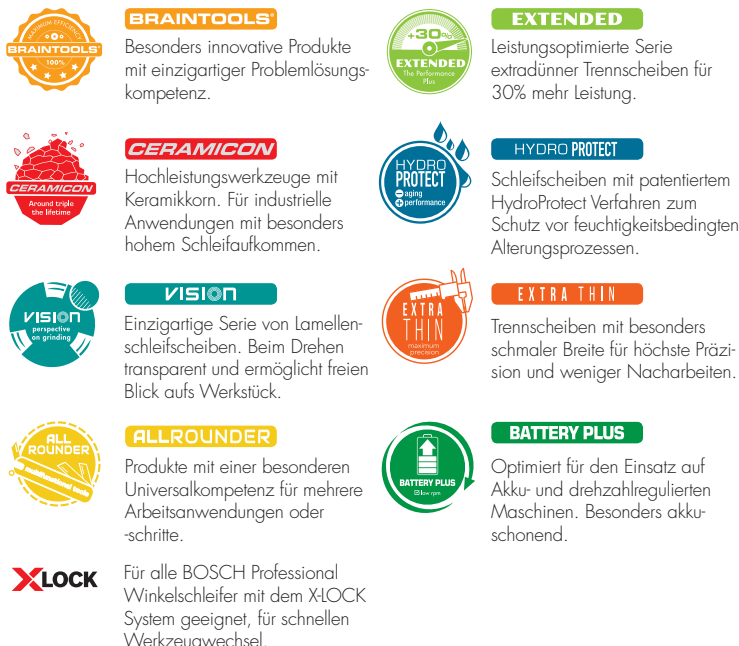 MAXIMUM EFFICIENCY
BRAINTOOLS®
100%
BRAINTOOLS®
Besonders innovative Produkte
mit einzigartiger Problemlösungs-
kompetenz.
CERAMICON
Around triple
the lifetime
CERAMICON
Hochleistungswerkzeuge mit
Keramikkorn. Für industrielle
Anwendungen mit besonders
hohem Schleifaufkommen.
VISION
perspective
on grinding
VISION
Einzigartige Serie von Lamellen-
schleifscheiben. Beim Drehen
transparent und ermöglicht freien
Blick aufs Werkstück.
ALL
ROUNDER
ALLROUNDER
Produkte mit einer besonderen
Universalkompetenz für mehrere
Arbeitsanwendungen oder
-schritte.
XLOCK
Für alle BOSCH Professional
Winkelschleifer mit dem X-LOCK
System geeignet, für schnellen
Werkzeugwechsel.
+30%
EXTENDED
The Performance
Plus
EXTENDED
Leistungsoptimierte Serie
extradünner Trennscheiben für
30% mehr Leistung.
HYDRO
PROTECT
aging
performance
HYDRO PROTECT
Schleifscheiben mit patentiertem
HydroProtect Verfahren zum
Schutz vor feuchtigkeitsbedingten
Alterungsprozessen.
EXTRA
THIN
maximum
precision
EXTRA THIN
Trennscheiben mit besonders
schmaler Breite für höchste Präzi-
sion und weniger Nacharbeiten.
BATTERY PLUS
low rpm
BATTERY PLUS
Optimiert für den Einsatz auf
Akku- und drehzahlregulierten
Maschinen. Besonders akku-
schonend.